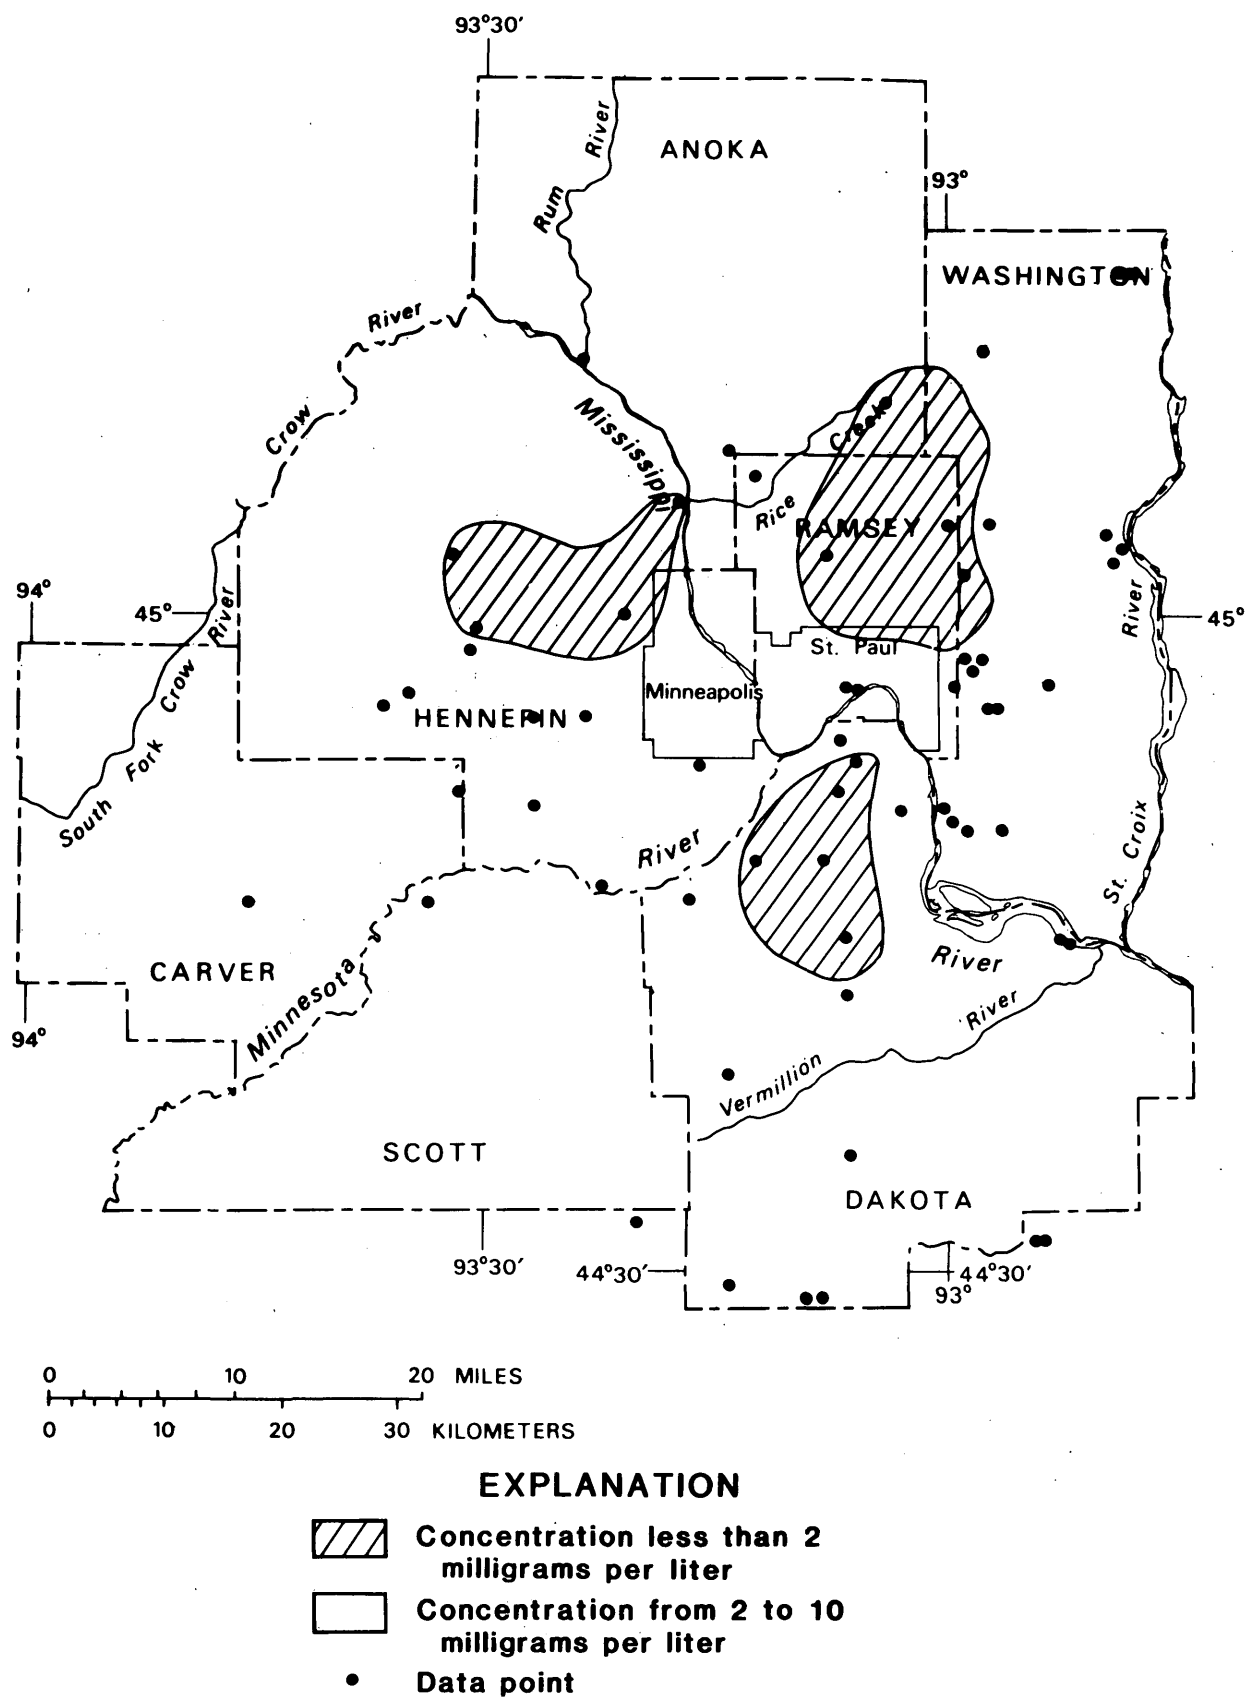 93°30′
River
ANOKA
93°
Rum
WASHINGTON
River
Crow
Mississippi
Creek
Rice
RAMSEY
94°
45°
River
River
45°
St. Paul
Crow
Minneapolis
HENNEPIN
Fork
South
River
St. Croix
CARVER
River
Minnesota
River
94°
Vermillion
SCOTT
DAKOTA
93°30′
44°30′
44°30′
93°
0 10 20 MILES
0 10 20 30 KILOMETERS
EXPLANATION
Concentration less than 2
milligrams per liter
Concentration from 2 to 10
milligrams per liter
Data point